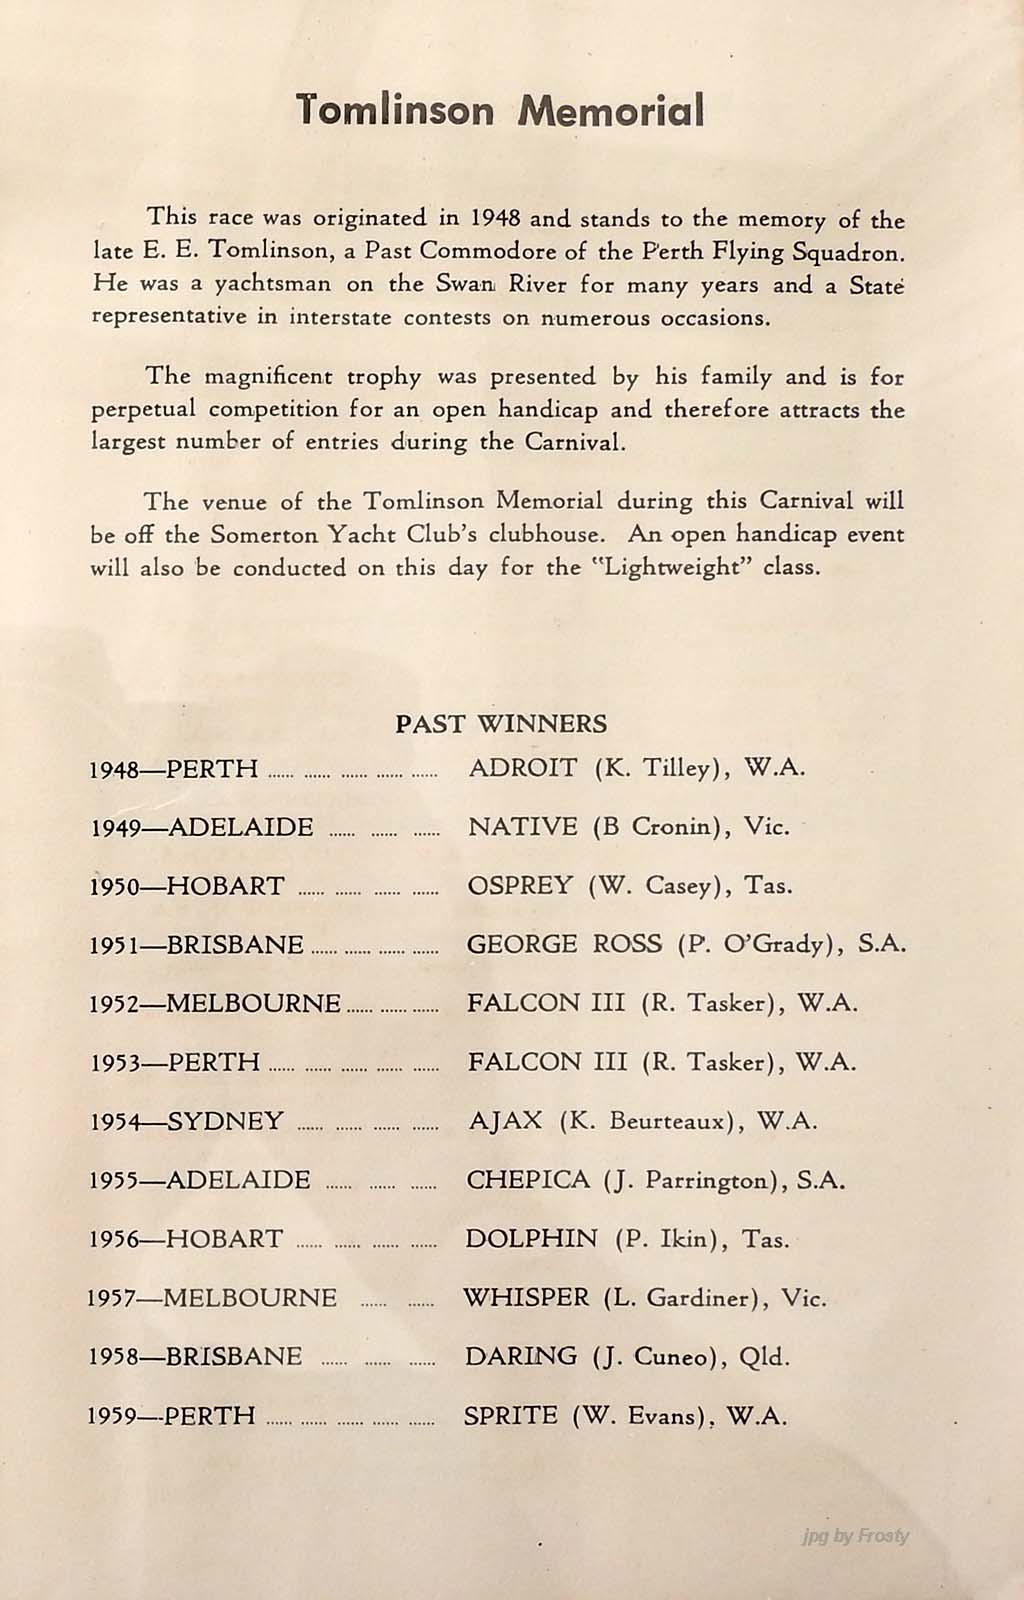 Tomlinson Memorial
This race was originated in 1948 and stands to the memory of the
late E. E. Tomlinson, a Past Commodore of the Perth Flying Squadron.
He was a yachtsman on the Swan River for many years and a State
representative in interstate contests on numerous occasions.
The magnificent trophy was presented by his family and is for
perpetual competition for an open handicap and therefore attracts the
largest number of entries during the Carnival.
The venue of the Tomlinson Memorial during this Carnival will
be off the Somerton Yacht Club's clubhouse. An open handicap event
will also be conducted on this day for the "Lightweight" class.
PAST WINNERS
1948—PERTH ...... ...... ...... ...... ...... ADROIT (K. Tilley), W.A.
1949—ADELAIDE ...... ...... ...... NATIVE (B Cronin), Vic.
1950—HOBART ...... ...... ...... ...... OSPREY (W. Casey), Tas.
1951—BRISBANE ...... ...... ...... ...... GEORGE ROSS (P. O'Grady), S.A.
1952—MELBOURNE ...... ...... ...... FALCON III (R. Tasker), W.A.
1953—PERTH ...... ...... ...... ...... ...... FALCON III (R. Tasker), W.A.
1954—SYDNEY ...... ...... ...... ...... AJAX (K. Beurteaux), W.A.
1955—ADELAIDE ...... ...... ...... CHEPICA (J. Parrington), S.A.
1956—HOBART ...... ...... ...... ...... DOLPHIN (P. Ikin), Tas.
1957—MELBOURNE ...... ...... WHISPER (L. Gardiner), Vic.
1958—BRISBANE ...... ...... ...... DARING (J. Cuneo), Qld.
1959—PERTH ...... ...... ...... ...... ...... SPRITE (W. Evans), W.A.
jpg by Frosty